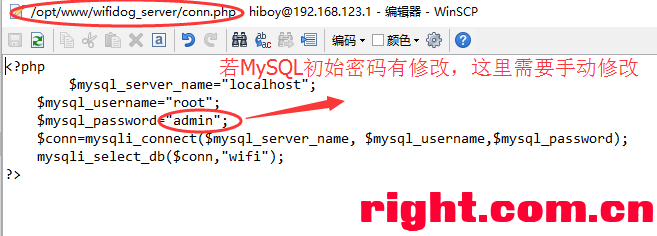 /opt/www/wifidog_server/conn.php - hiboy@192.168.123.1 - 编辑器 - WinSCP
编码 颜色
<?php 若MySQL初始密码有修改，这里需要手动修改
$mysql_server_name="localhost";
$mysql_username="root";
$mysql_password="admin";
$conn=mysqli_connect($mysql_server_name, $mysql_username,$mysql_password);
mysqli_select_db($conn,"wifi");
?>
right.com.cn